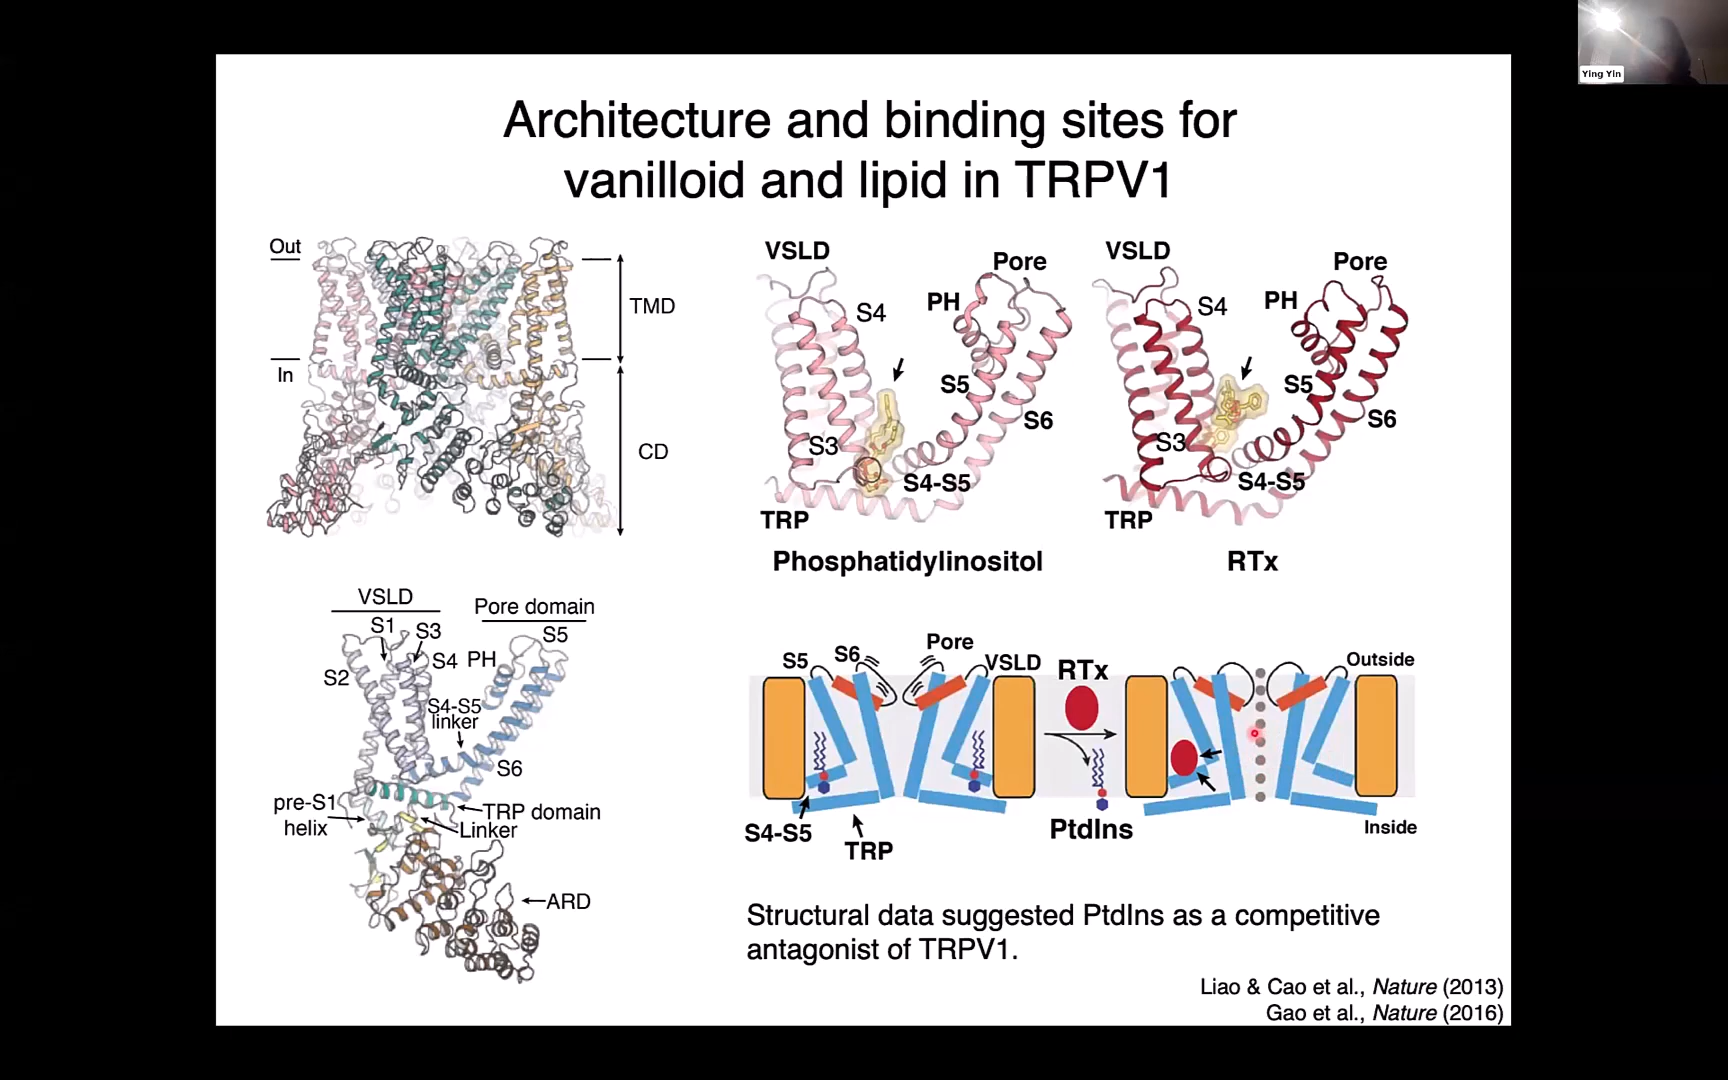 Ying Yin
Architecture and binding sites for
vanilloid and lipid in TRPV1
Out
In
TMD
CD
VSLD
S4
PH
Pore
S5
S6
S3
S4-S5
TRP
Phosphatidylinositol
VSLD
S4
PH
Pore
S5
S6
S3
S4-S5
TRP
RTx
VSLD
S1
S3
S2
S4
PH
Pore domain
S5
S4-S5
linker
S6
pre-S1
helix
TRP domain
Linker
ARD
S5
S6
Pore
VSLD
RTx
Outside
S4-S5
TRP
PtdIns
Inside
Structural data suggested PtdIns as a competitive
antagonist of TRPV1.
Liao & Cao et al., Nature (2013)
Gao et al., Nature (2016)